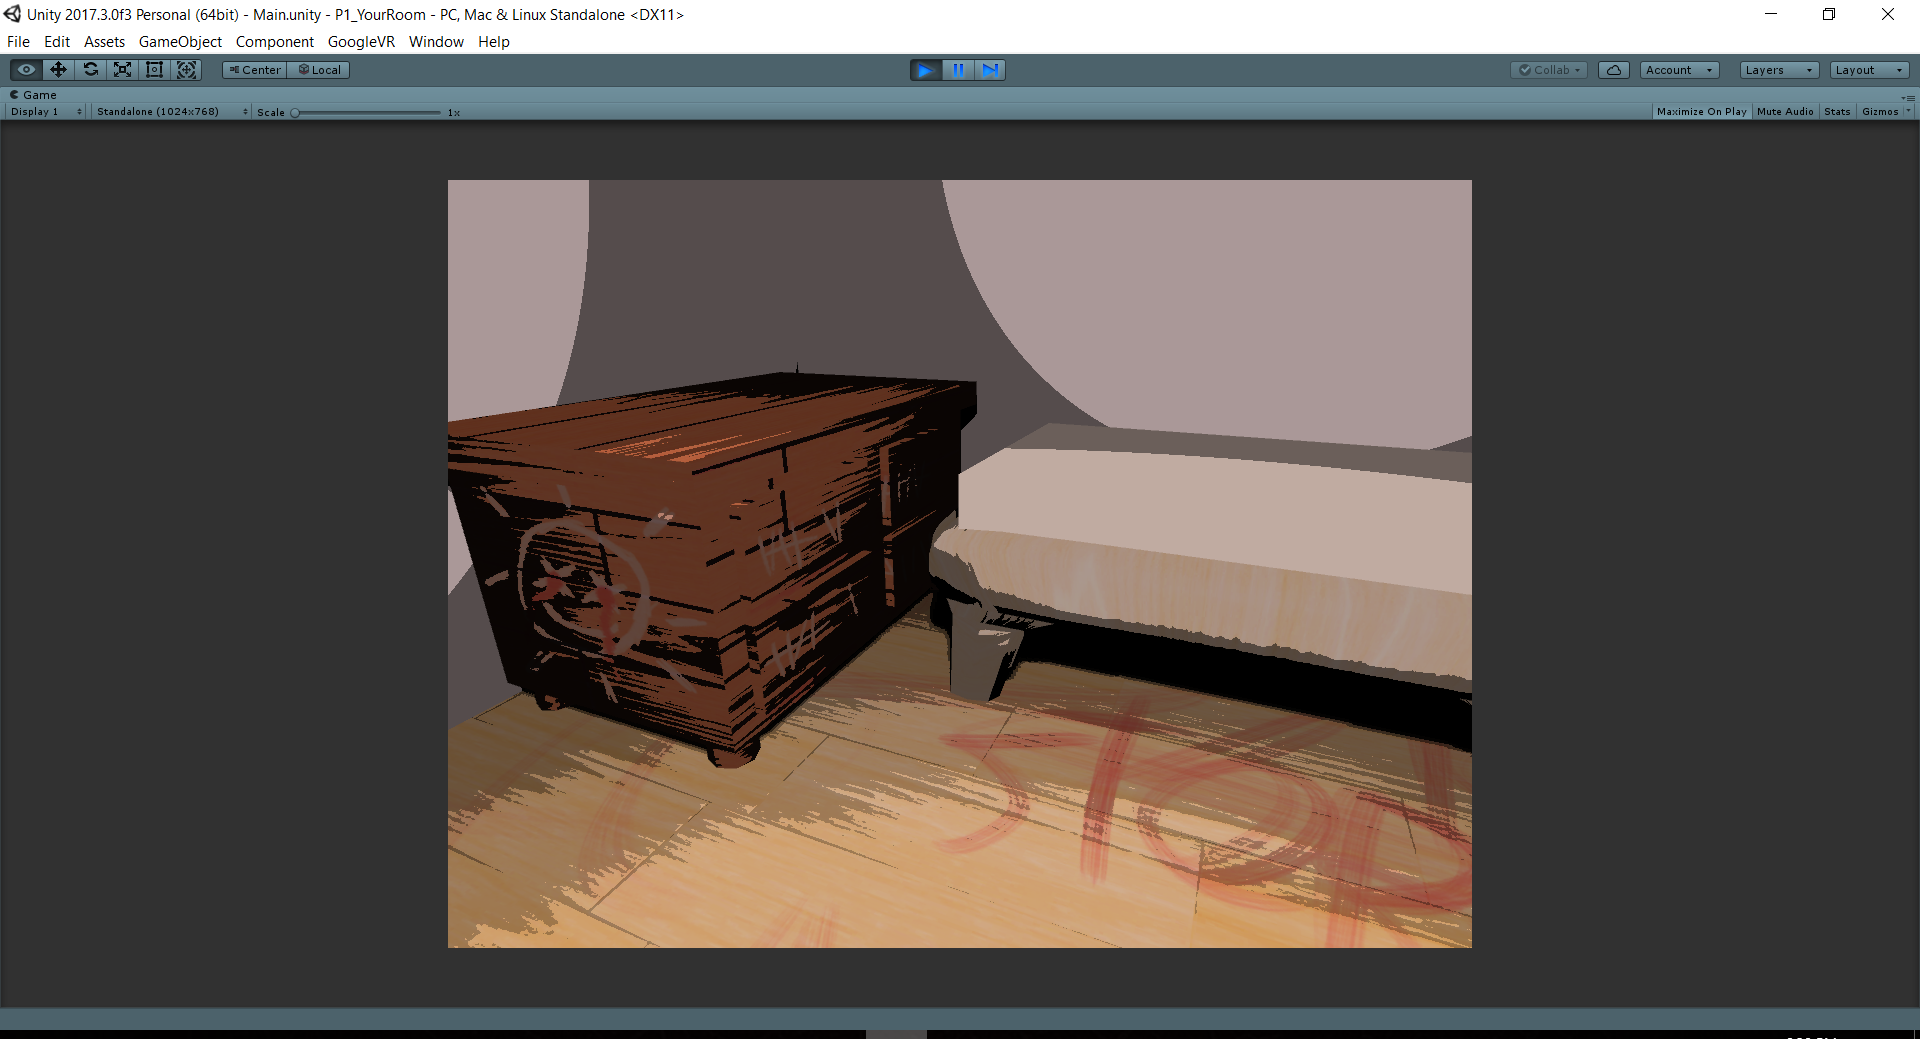 Unity 2017.3.0f3 Personal (64bit) - Main.unity - P1_YourRoom - PC, Mac & Linux Standalone <DX11>
File Edit Assets GameObject Component GoogleVR Window Help
Center Local Collab Account Layers Layout
Game
Display 1 Standalone (1024x768) Scale 1x Maximize On Play Mute Audio Stats Gizmos
STOP